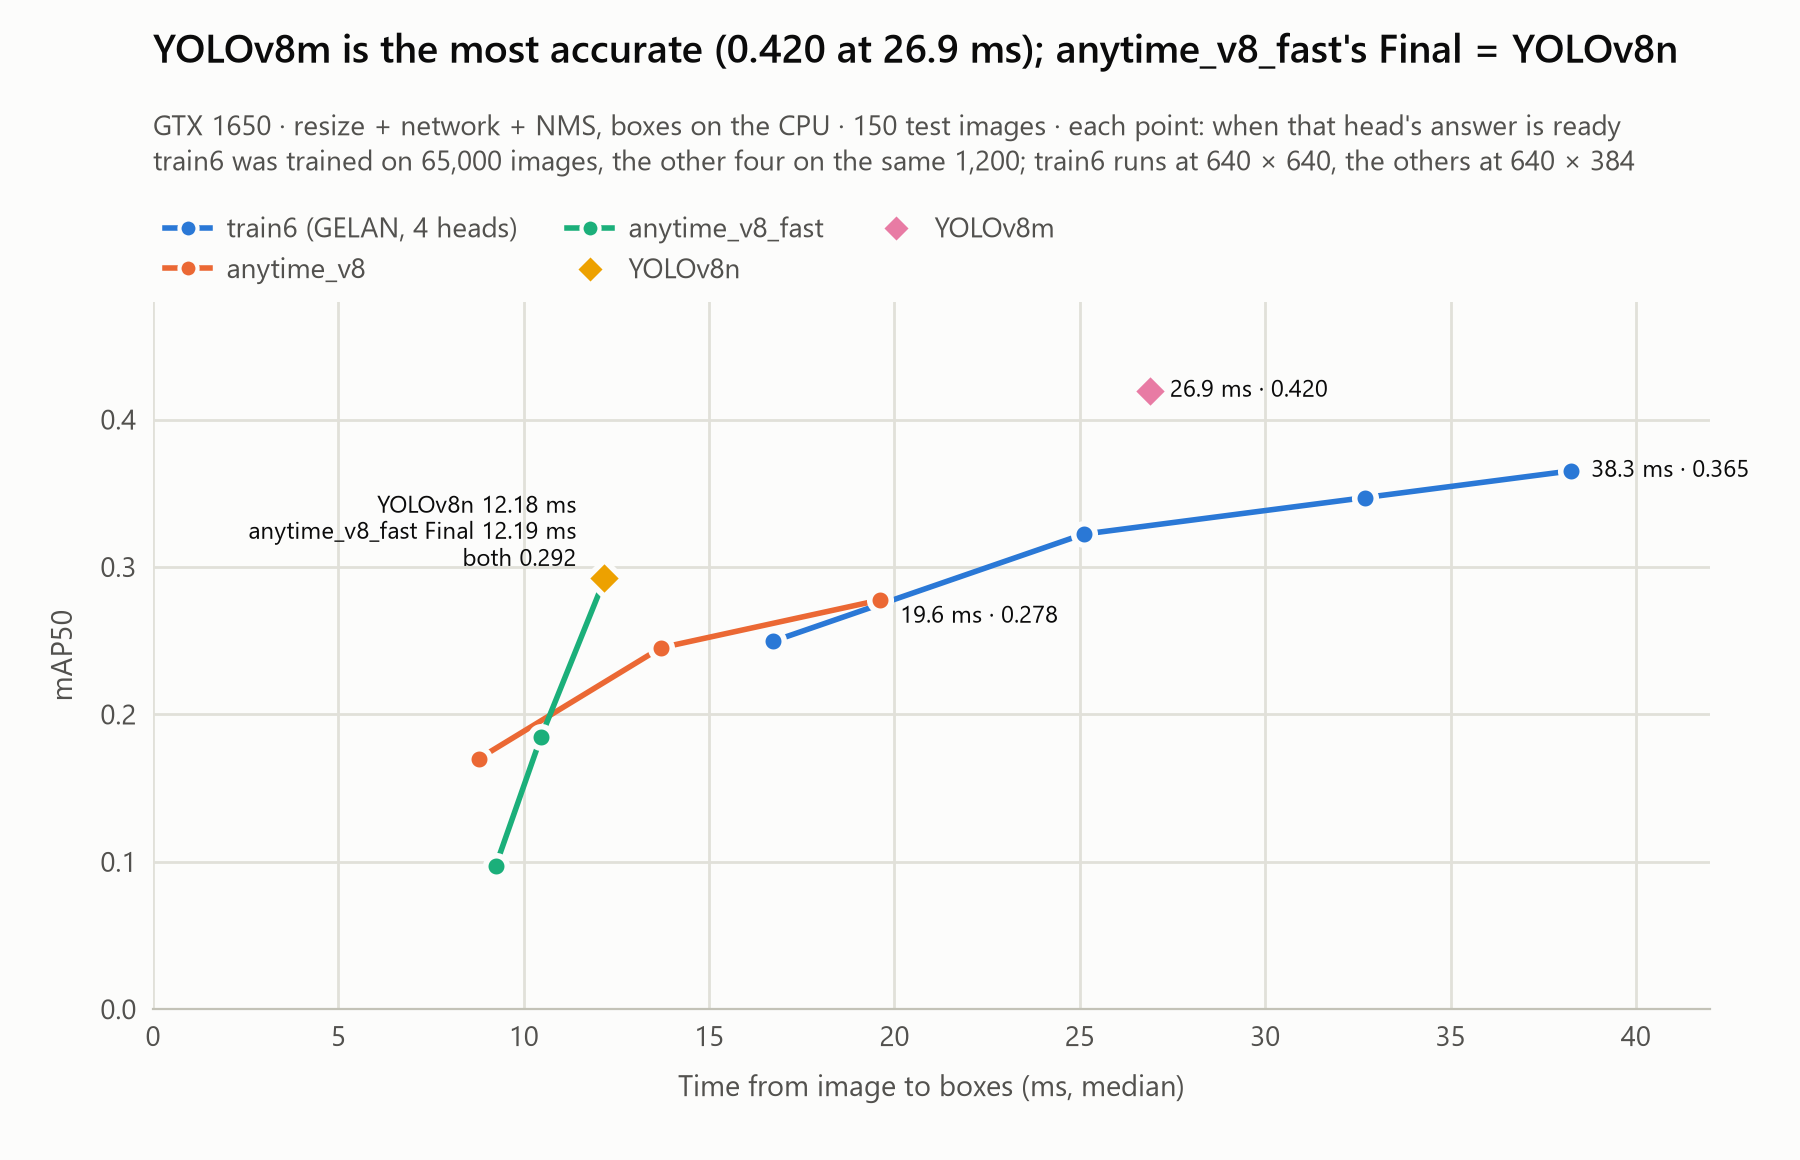 YOLOv8m is the most accurate (0.420 at 26.9 ms); anytime_v8_fast's Final = YOLOv8n
GTX 1650 · resize + network + NMS, boxes on the CPU · 150 test images · each point: when that head's answer is ready
train6 was trained on 65,000 images, the other four on the same 1,200; train6 runs at 640 × 640, the others at 640 × 384
train6 (GELAN, 4 heads)
anytime_v8_fast
YOLOv8m
anytime_v8
YOLOv8n
26.9 ms · 0.420
38.3 ms · 0.365
YOLOv8n 12.18 ms
anytime_v8_fast Final 12.19 ms
both 0.292
19.6 ms · 0.278
mAP50
0.4
0.3
0.2
0.1
0.0
0 5 10 15 20 25 30 35 40
Time from image to boxes (ms, median)